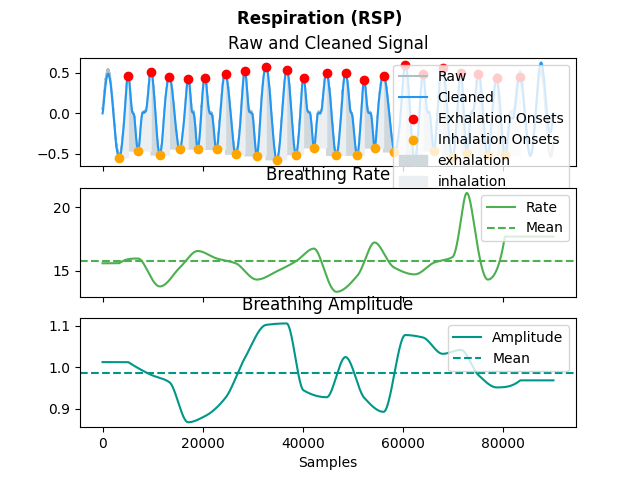 Respiration (RSP)
Raw and Cleaned Signal
0.5
0.0
−0.5
Raw
Cleaned
Exhalation Onsets
Inhalation Onsets
exhalation
inhalation
Breathing Rate
20
15
Rate
Mean
Breathing Amplitude
1.1
1.0
0.9
Amplitude
Mean
0 20000 40000 60000 80000
Samples